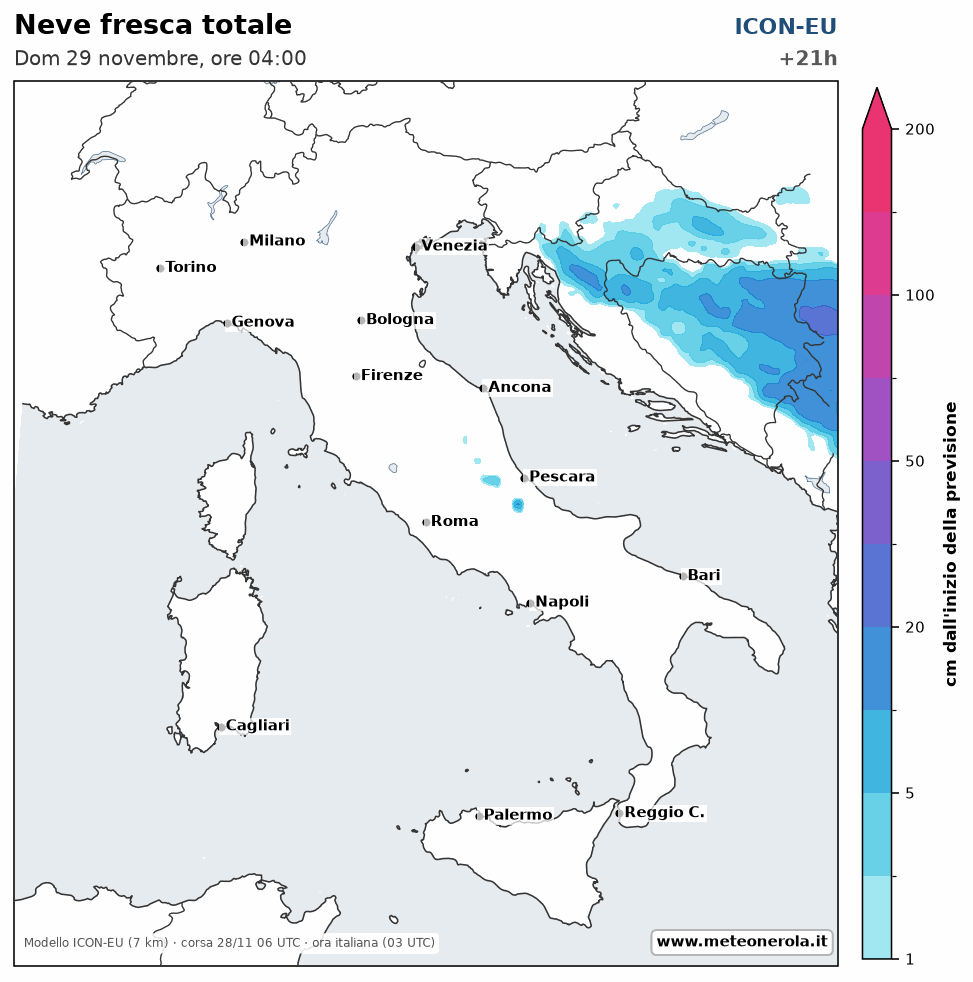 Neve fresca totale
ICON-EU
Dom 29 novembre, ore 04:00
+21h
200
Milano
Venezia
Torino
100
Genova
Bologna
Firenze
Ancona
50
Pescara
Roma
cm dall'inizio della previsione
Bari
Napoli
20
Cagliari
5
Palermo
Reggio C.
Modello ICON-EU (7 km) · corsa 28/11 06 UTC · ora italiana (03 UTC)
www.meteonerola.it
1